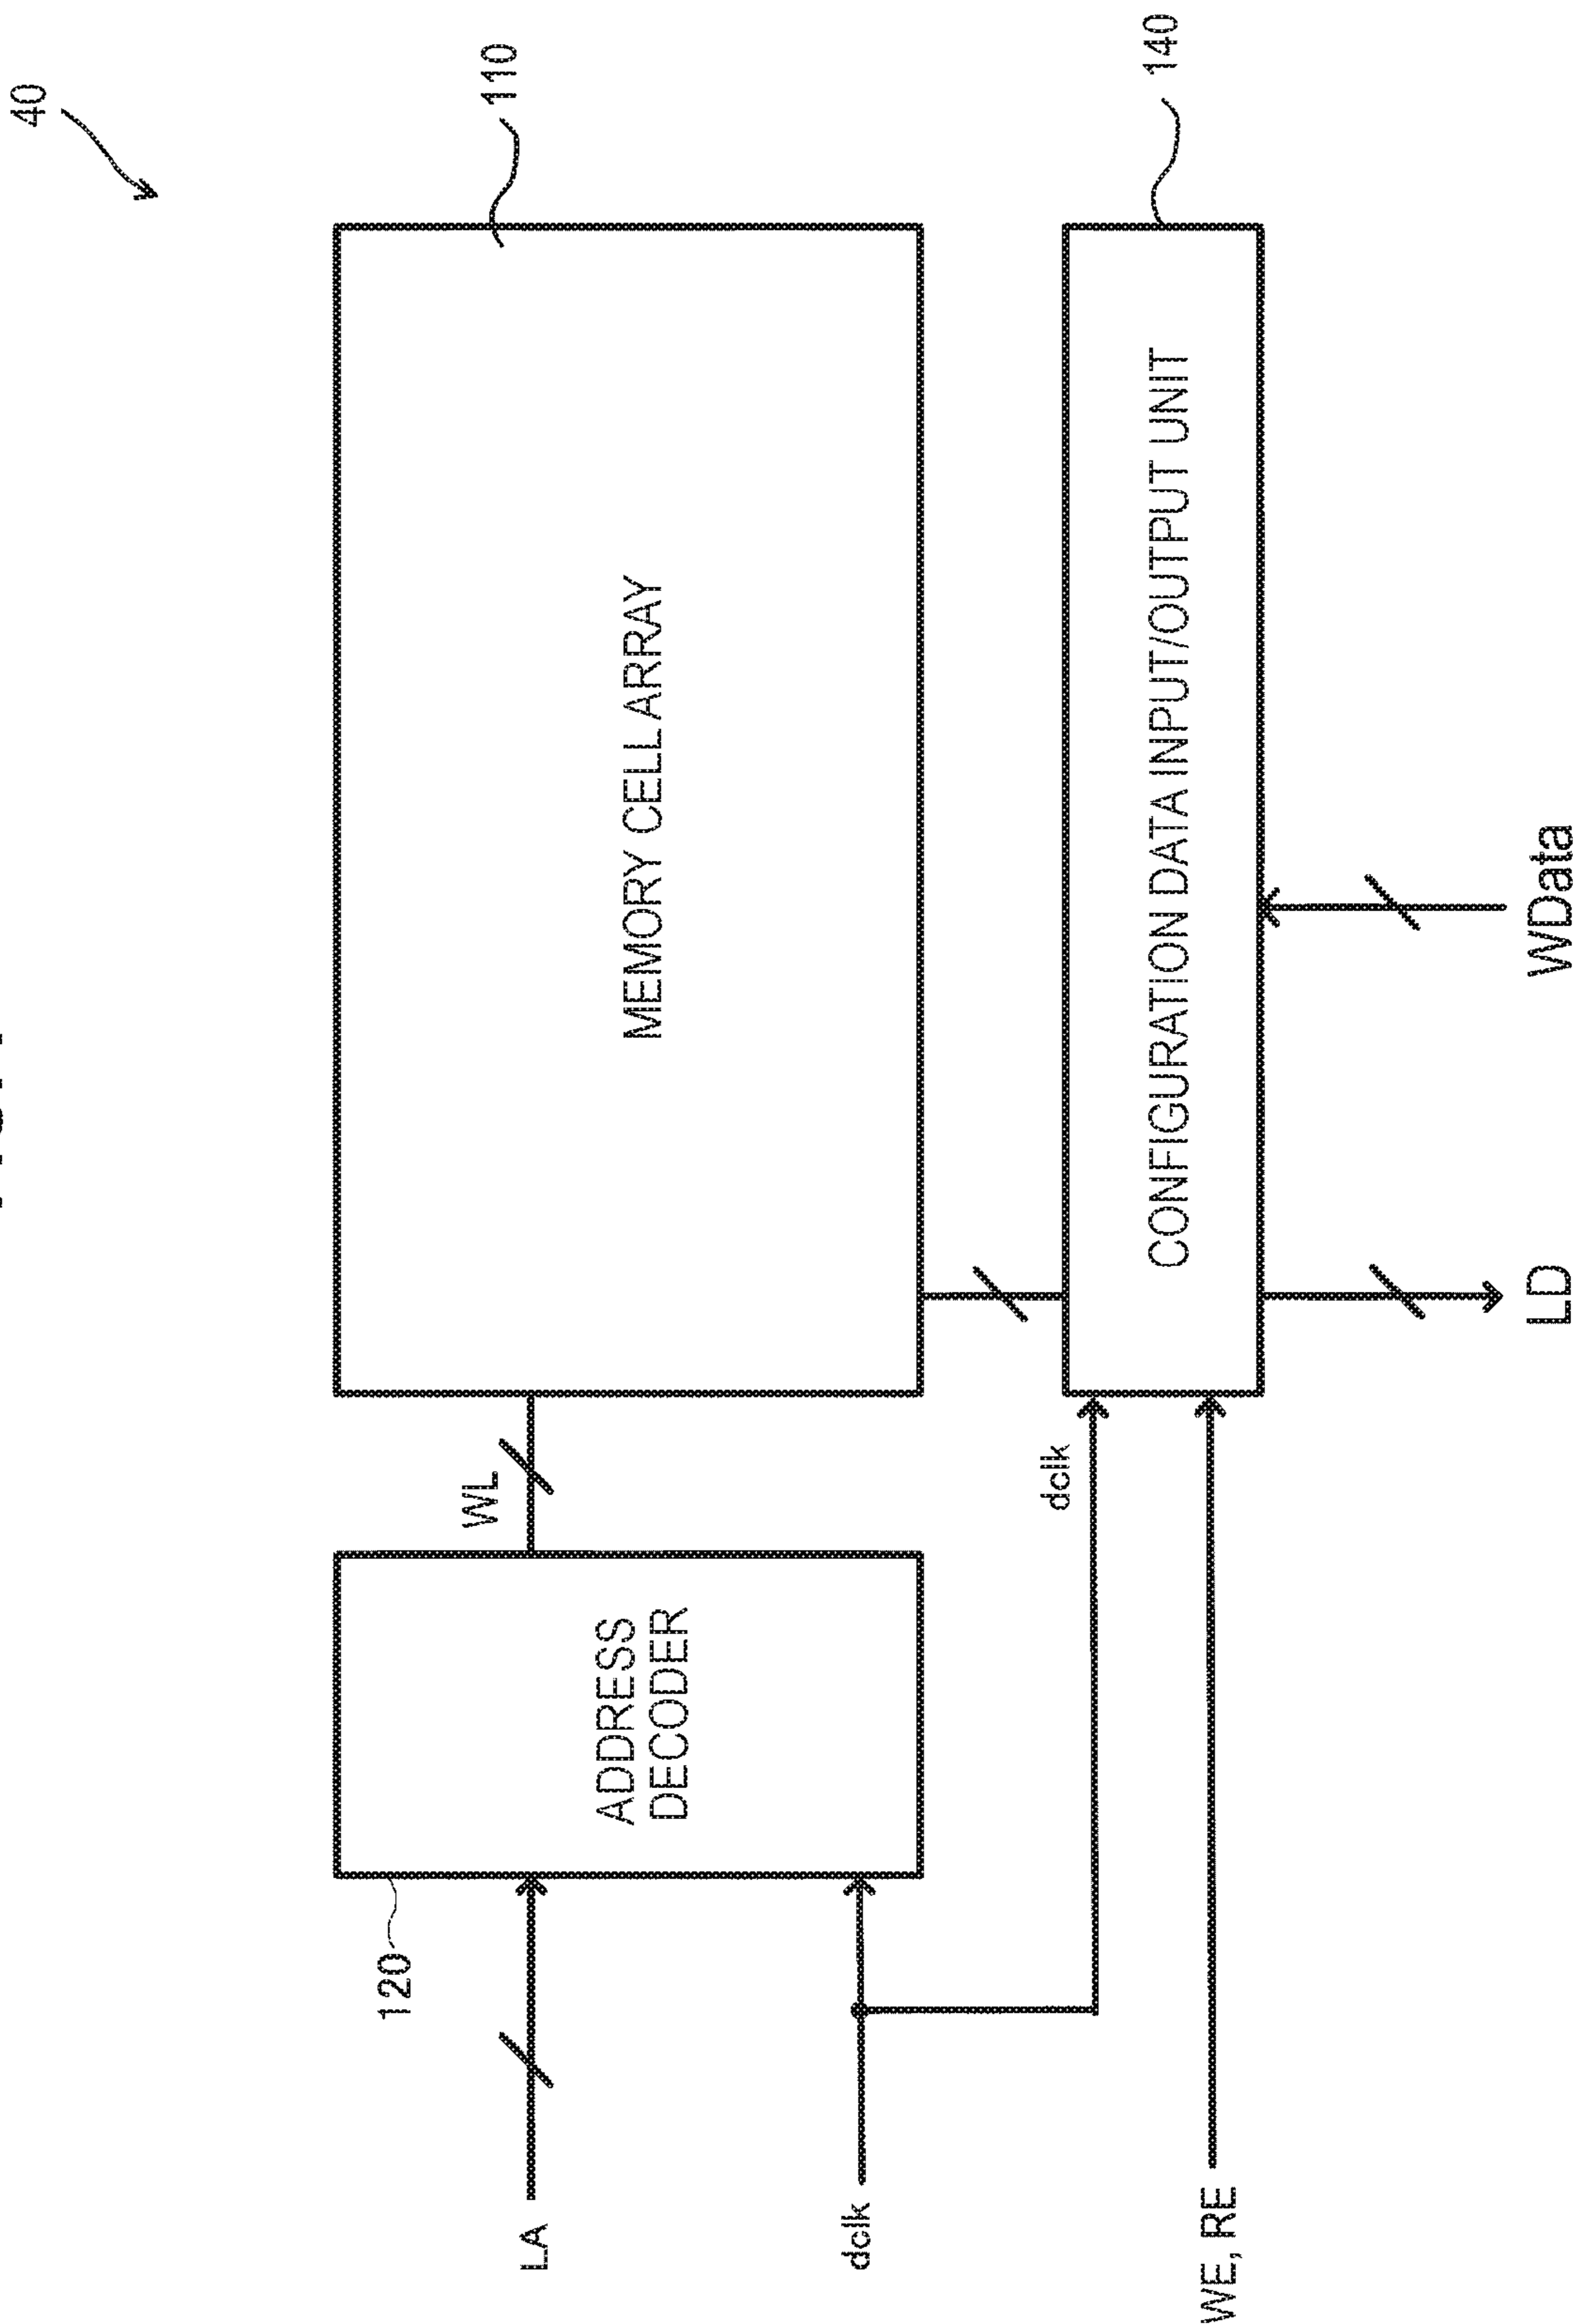 40
110
MEMORY CELL ARRAY
WL
120
ADDRESS
DECODER
LA
dclk
dclk
140
CONFIGURATION DATA INPUT/OUTPUT UNIT
WE, RE
LD
WData